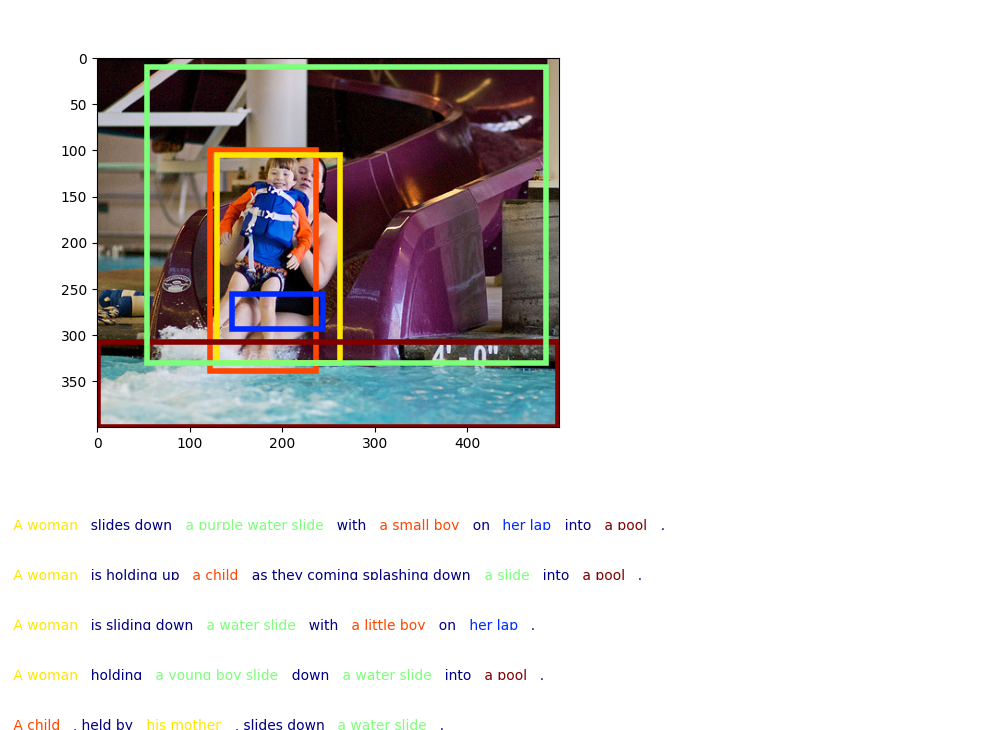 0
50
100
150
200
250
300
350
4' - 0"
0 100 200 300 400
A woman slides down a purple water slide with a small boy on her lap into a pool .
A woman is holding up a child as they coming splashing down a slide into a pool .
A woman is sliding down a water slide with a little boy on her lap .
A woman holding a young boy slide down a water slide into a pool .
A child , held by his mother , slides down a water slide .